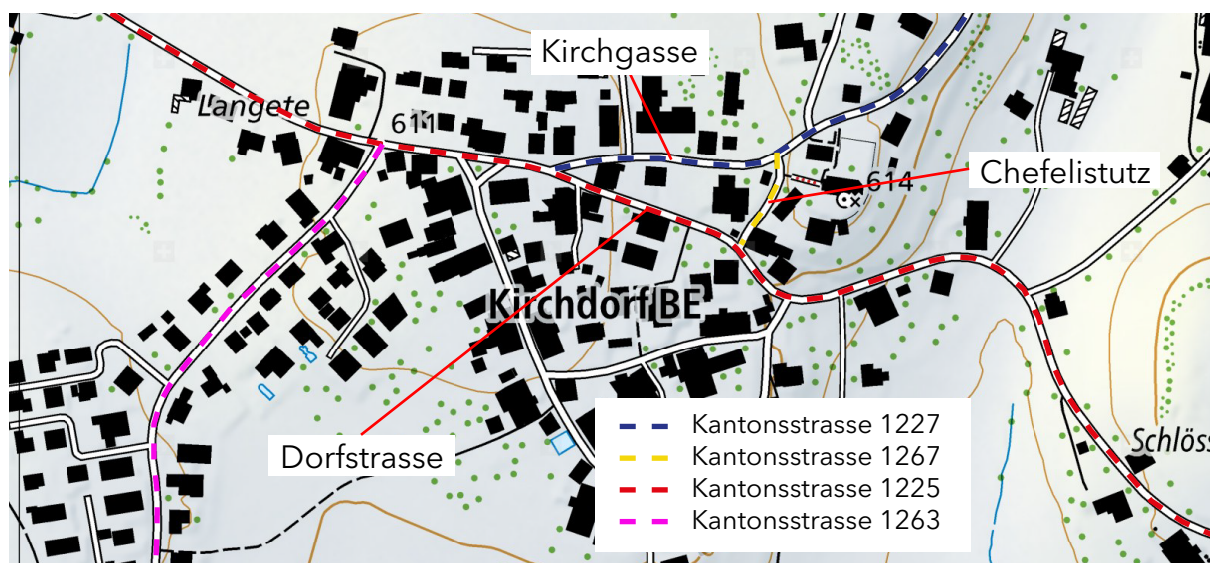 Kirchgasse
Langete
611
Chefelistutz
614
Kirchdorf BE
Dorfstrasse
Kantonsstrasse 1227
Kantonsstrasse 1267
Kantonsstrasse 1225
Kantonsstrasse 1263
Schlöss